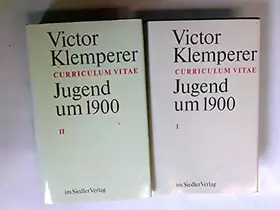 Victor
Klemperer
CURRICULUM VITAE
Jugend
um 1900
II
im Siedler Verlag
Victor
Klemperer
CURRICULUM VITAE
Jugend
um 1900
I
im Siedler Verlag